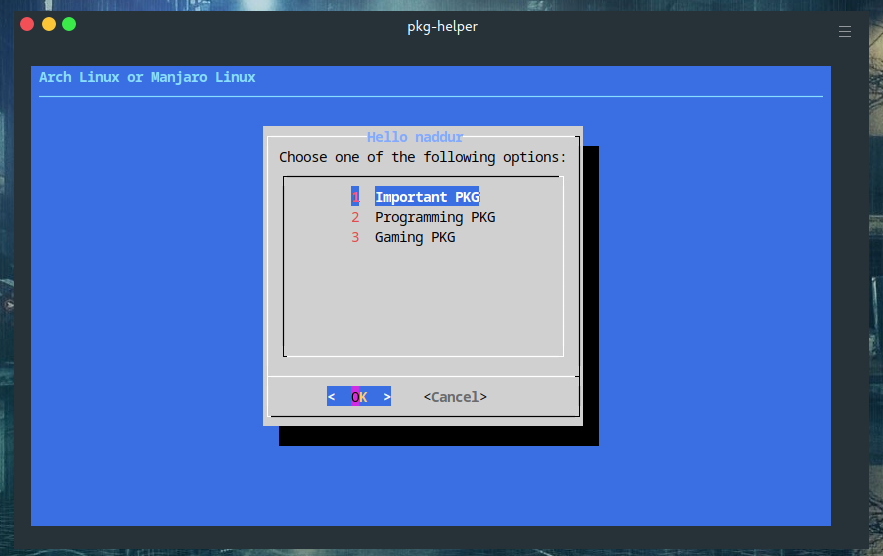 pkg-helper
Arch Linux or Manjaro Linux
Hello naddur
Choose one of the following options:
1 Important PKG
2 Programming PKG
3 Gaming PKG
< OK > <Cancel>